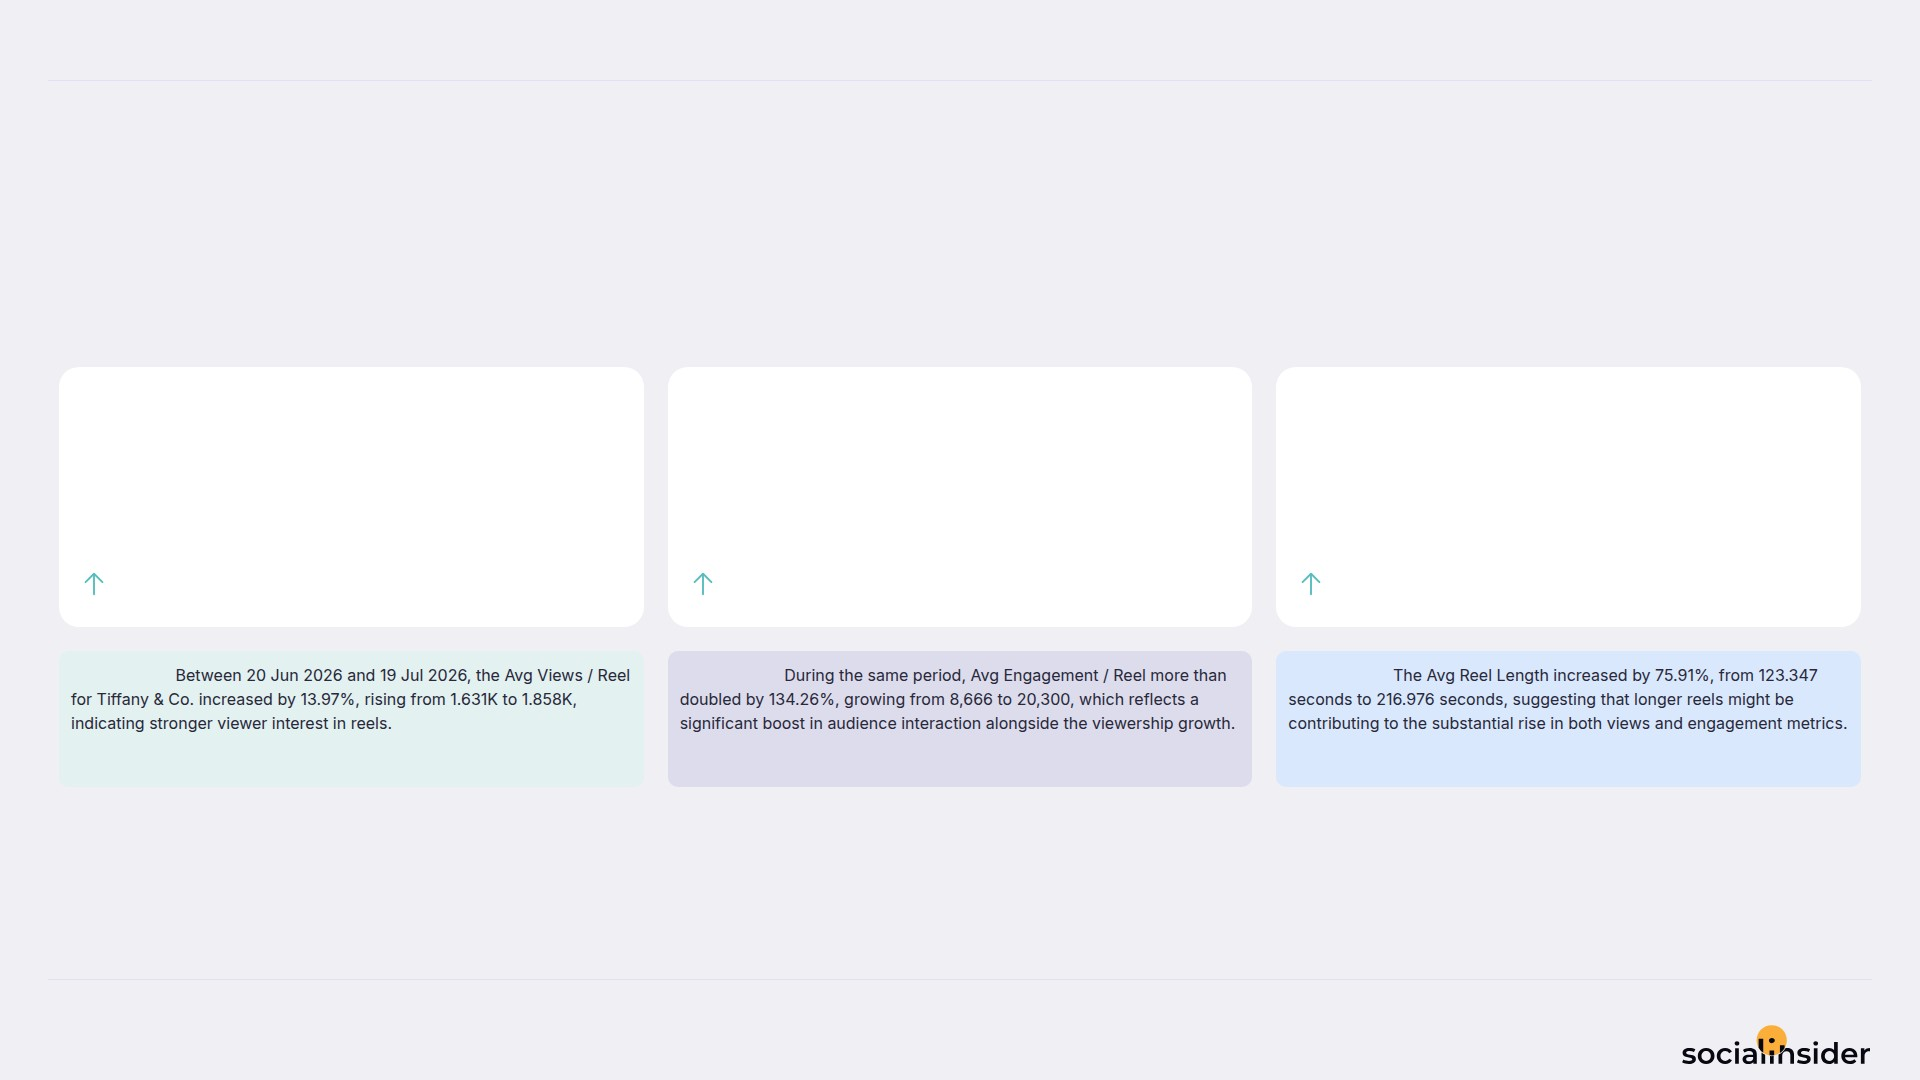 Between 20 Jun 2026 and 19 Jul 2026, the Avg Views / Reel
for Tiffany & Co. increased by 13.97%, rising from 1.631K to 1.858K,
indicating stronger viewer interest in reels.
During the same period, Avg Engagement / Reel more than
doubled by 134.26%, growing from 8,666 to 20,300, which reflects a
significant boost in audience interaction alongside the viewership growth.
The Avg Reel Length increased by 75.91%, from 123.347
seconds to 216.976 seconds, suggesting that longer reels might be
contributing to the substantial rise in both views and engagement metrics.
socialinsider